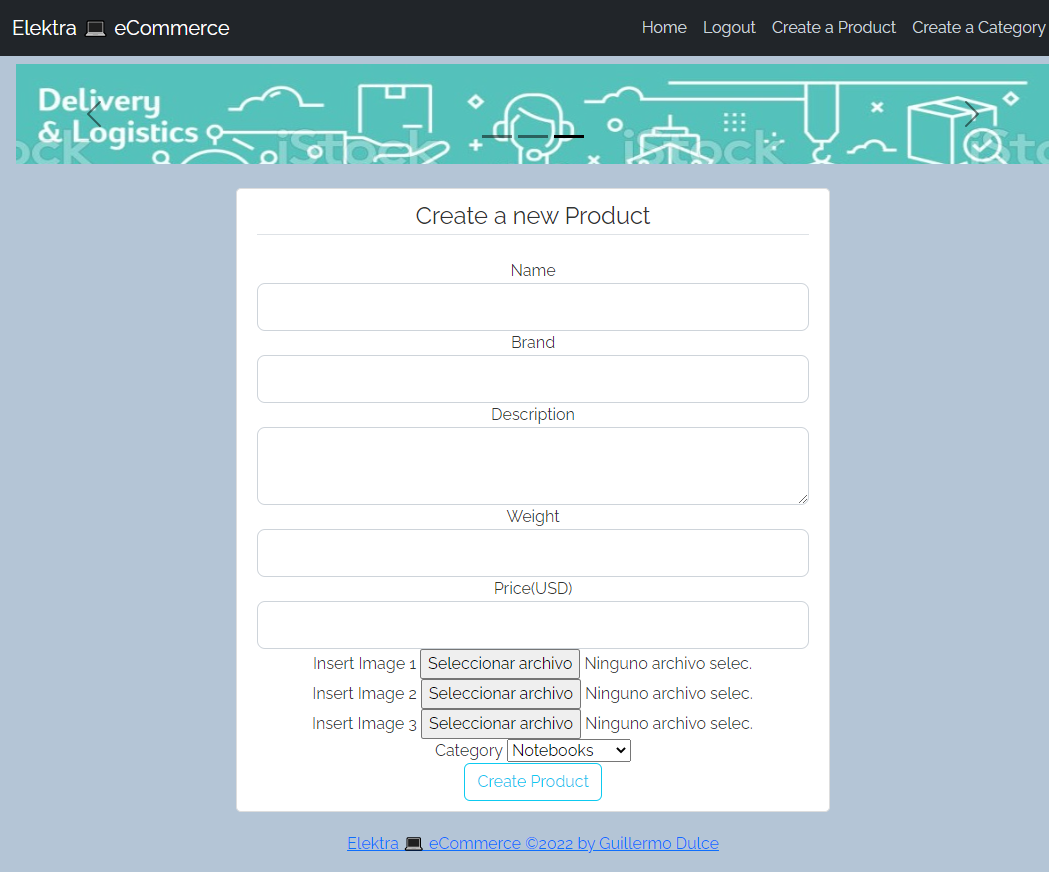 Elektra 💻 eCommerce Home Logout Create a Product Create a Category
Delivery
& Logistics
iStock iStock iStock iStock
Create a new Product
Name
Brand
Description
Weight
Price(USD)
Insert Image 1 Seleccionar archivo Ninguno archivo selec.
Insert Image 2 Seleccionar archivo Ninguno archivo selec.
Insert Image 3 Seleccionar archivo Ninguno archivo selec.
Category Notebooks
Create Product
Elektra 💻 eCommerce ©2022 by Guillermo Dulce